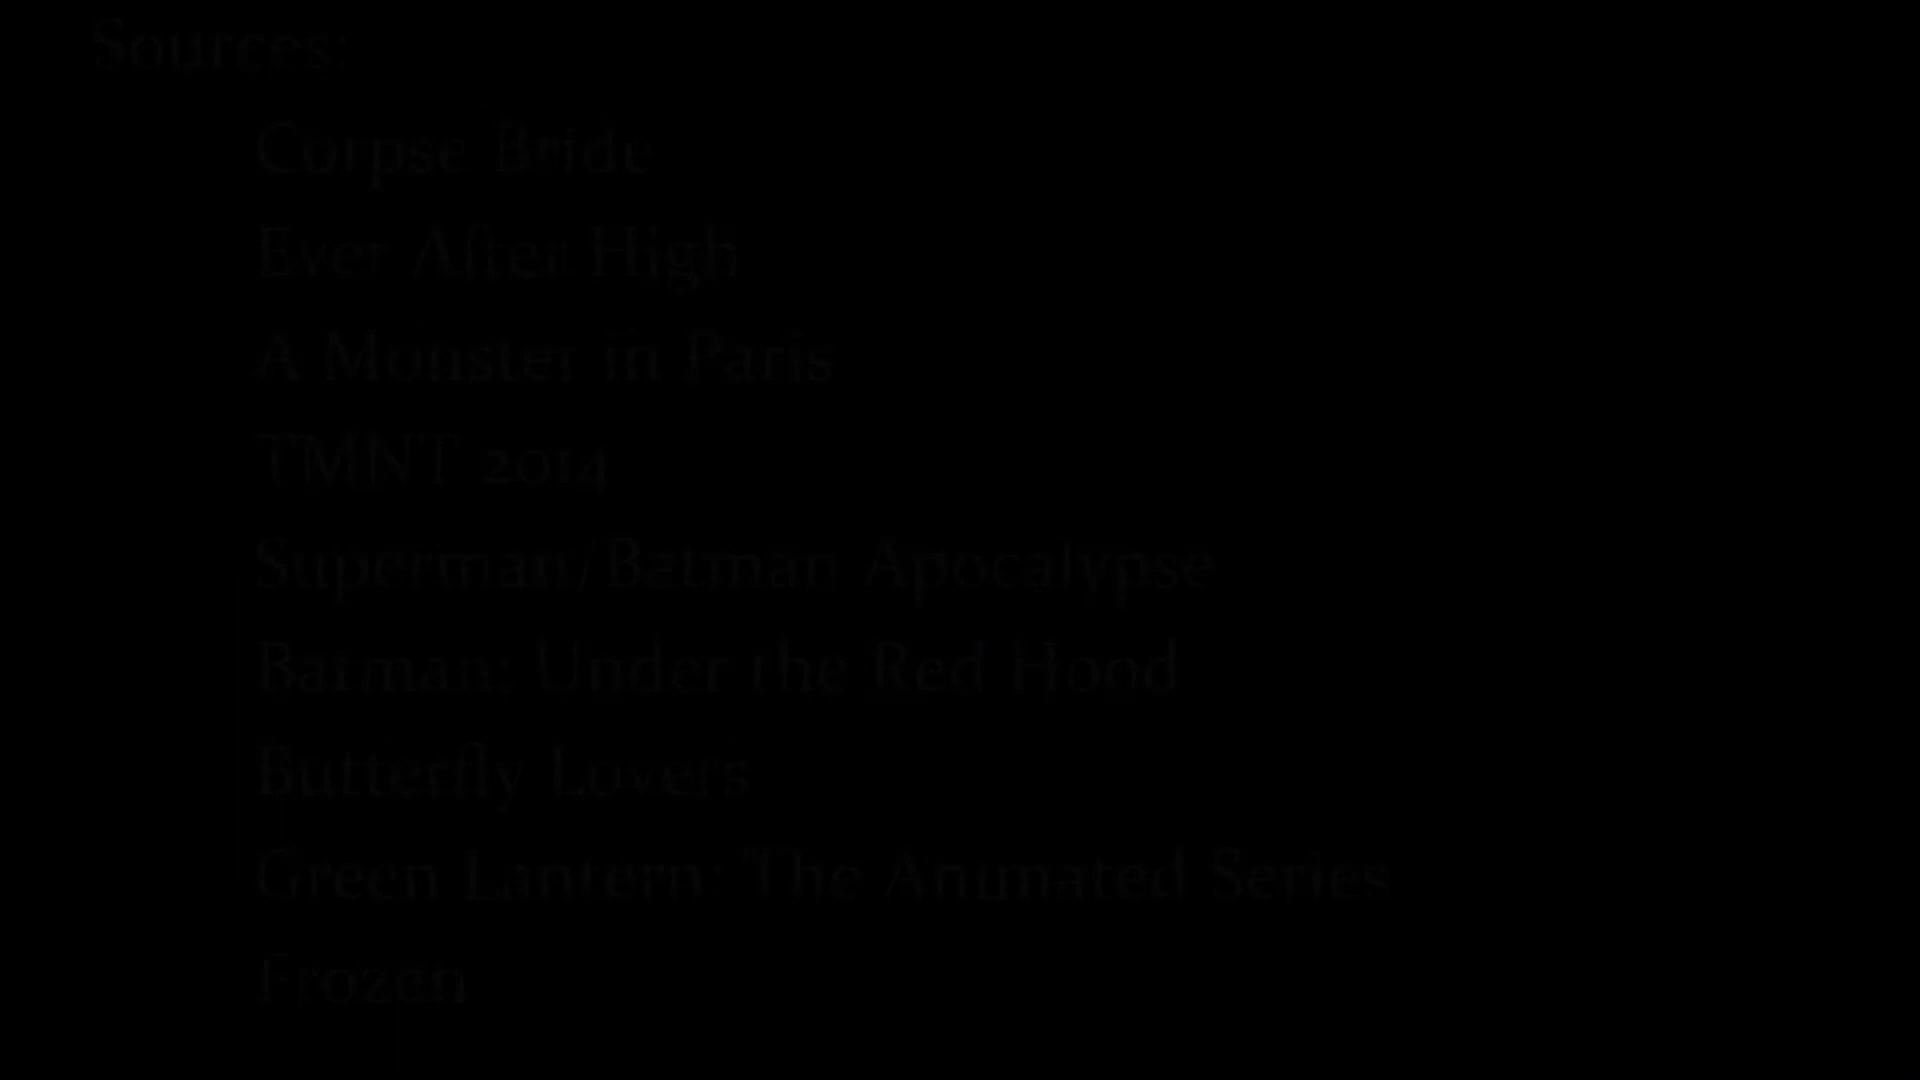 Sources:
Corpse Bride
Ever After High
A Monster in Paris
TMNT 2014
Superman/Batman Apocalypse
Batman: Under the Red Hood
Butterfly Lovers
Green Lantern: The Animated Series
Frozen